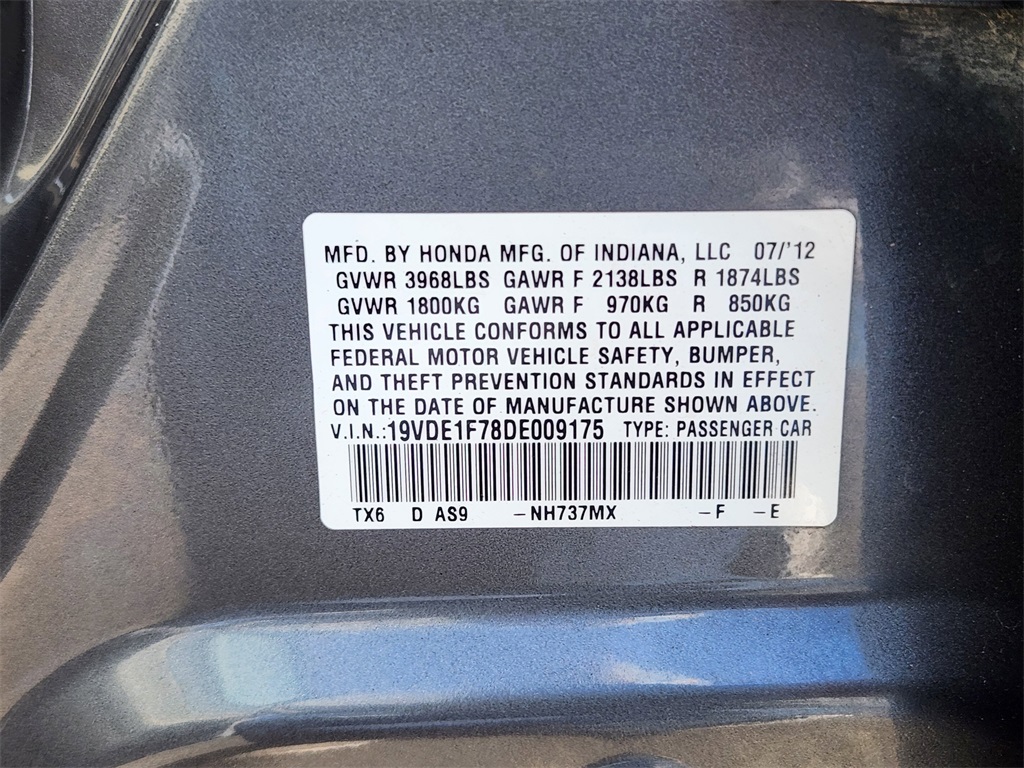 MFD. BY HONDA MFG. OF INDIANA, LLC 07/'12
GVWR 3968LBS GAWR F 2138LBS R 1874LBS
GVWR 1800KG GAWR F 970KG R 850KG
THIS VEHICLE CONFORMS TO ALL APPLICABLE
FEDERAL MOTOR VEHICLE SAFETY, BUMPER,
AND THEFT PREVENTION STANDARDS IN EFFECT
ON THE DATE OF MANUFACTURE SHOWN ABOVE.
V.I.N.:19VDE1F78DE009175 TYPE: PASSENGER CAR
TX6 D AS9 -NH737MX -F -E